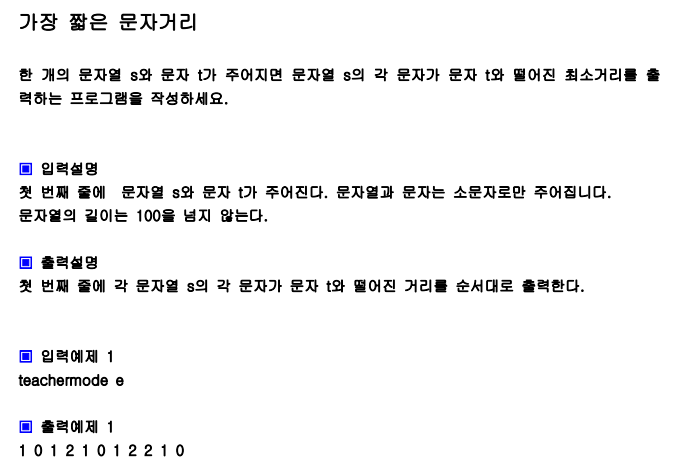 가장 짧은 문자거리
한 개의 문자열 s와 문자 t가 주어지면 문자열 s의 각 문자가 문자 t와 떨어진 최소거리를 출
력하는 프로그램을 작성하세요.
▣ 입력설명
첫 번째 줄에 문자열 s와 문자 t가 주어진다. 문자열과 문자는 소문자로만 주어집니다.
문자열의 길이는 100을 넘지 않는다.
▣ 출력설명
첫 번째 줄에 각 문자열 s의 각 문자가 문자 t와 떨어진 거리를 순서대로 출력한다.
▣ 입력예제 1
teachermode e
▣ 출력예제 1
1 0 1 2 1 0 1 2 2 1 0